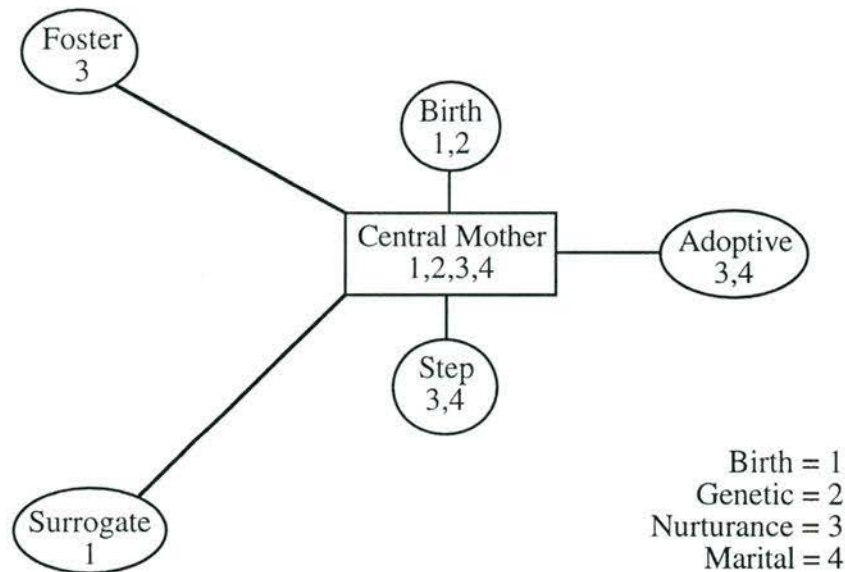 Foster
3
Birth
1,2
Central Mother
1,2,3,4
Adoptive
3,4
Step
3,4
Surrogate
1
Birth = 1
Genetic = 2
Nurturance = 3
Marital = 4